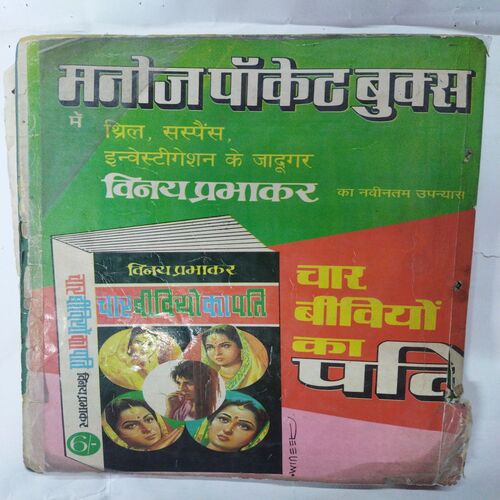 मनोज पॉकेट बुक्स
में
थ्रिल, सस्पैंस,
इन्वेस्टीगेशन के जादूगर
विनय प्रभाकर का नवीनतम उपन्यास
विनय प्रभाकर
चार बीवियों का पति
चार बीवियों का पति विनय प्रभाकर
6/-
चार
बीवियों
का
पति